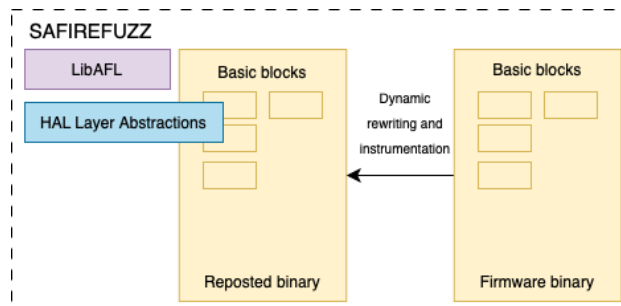 SAFIREFUZZ
LibAFL
HAL Layer Abstractions
Basic blocks
Reposted binary
Dynamic
rewriting and
instrumentation
Basic blocks
Firmware binary